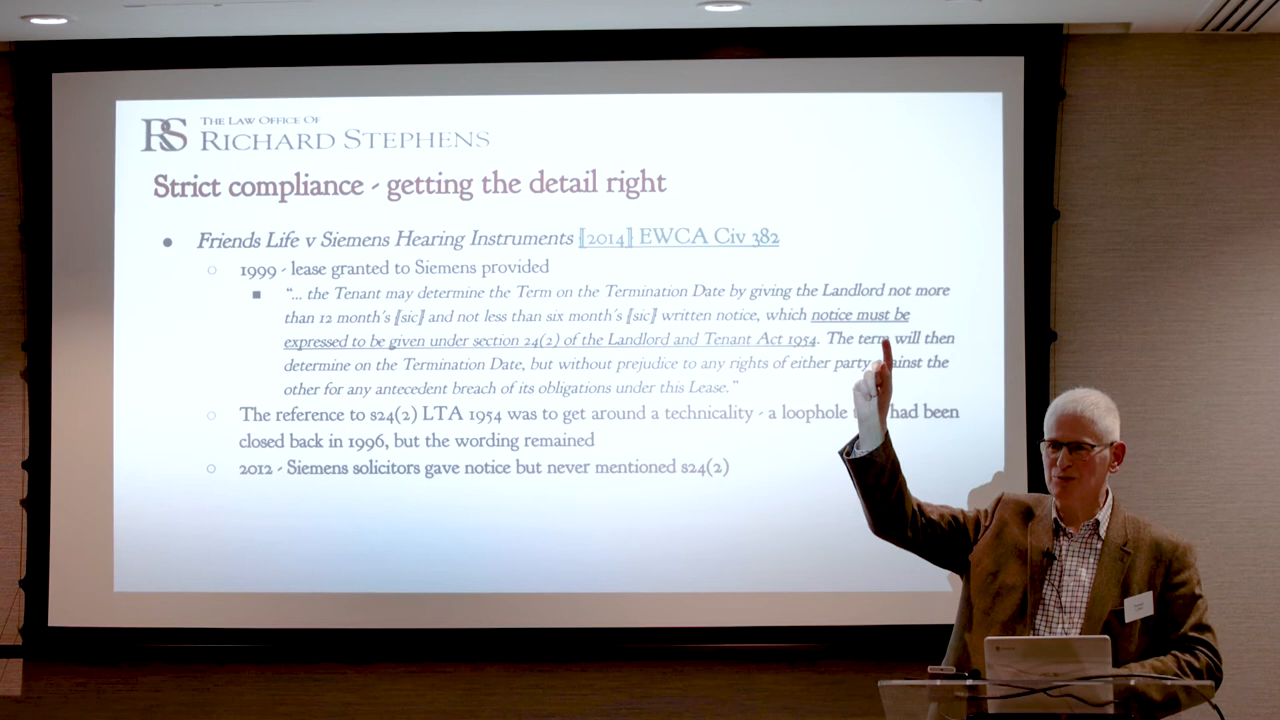 RS THE LAW OFFICE OF
RICHARD STEPHENS
Strict compliance - getting the detail right
● Friends Life v Siemens Hearing Instruments [2014] EWCA Civ 382
○ 1999 - lease granted to Siemens provided
■ “... the Tenant may determine the Term on the Termination Date by giving the Landlord not more
than 12 month's [sic] and not less than six month's [sic] written notice, which notice must be
expressed to be given under section 24(2) of the Landlord and Tenant Act 1954. The term will then
determine on the Termination Date, but without prejudice to any rights of either party against the
other for any antecedent breach of its obligations under this Lease.”
○ The reference to s24(2) LTA 1954 was to get around a technicality - a loophole had been
closed back in 1996, but the wording remained
○ 2012 - Siemens solicitors gave notice but never mentioned s24(2)